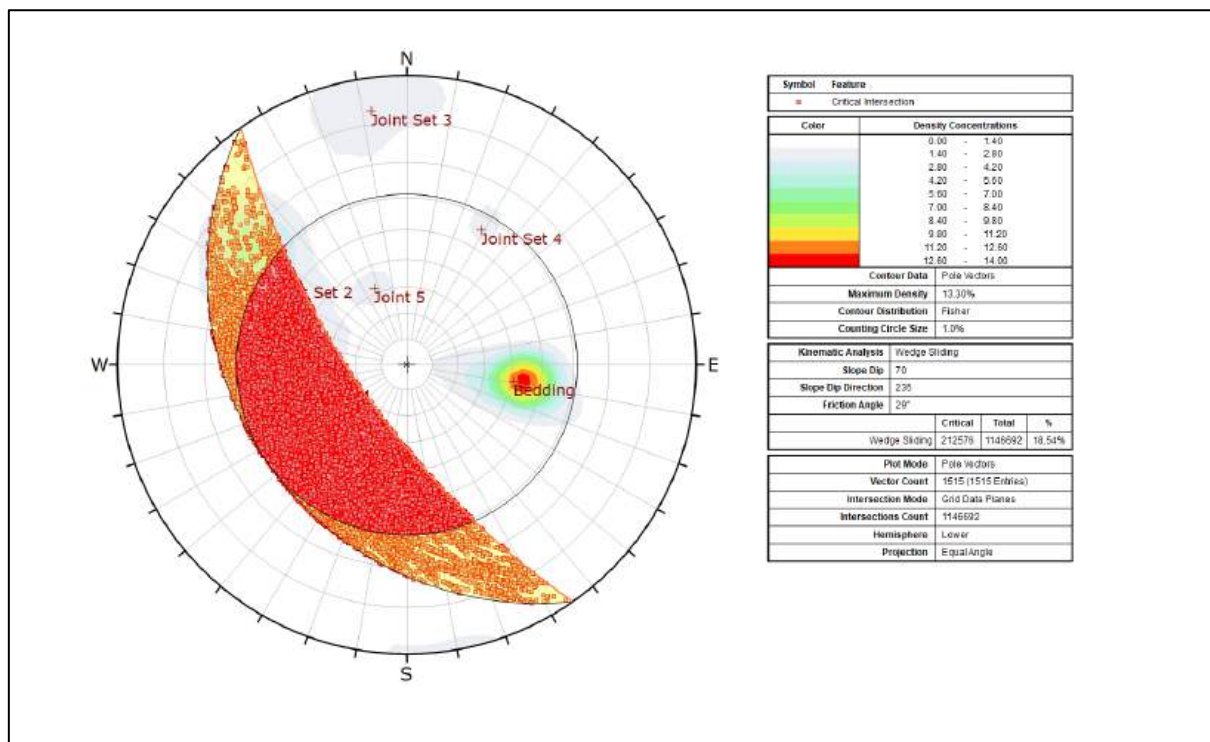 N
Joint Set 3
Joint Set 4
Set 2
Joint 5
W
E
Bedding
S
Symbol Feature
Critical Intersection
Color Density Concentrations
0.00 - 1.40
1.40 - 2.80
2.80 - 4.20
4.20 - 5.60
5.60 - 7.00
7.00 - 8.40
8.40 - 9.80
9.80 - 11.20
11.20 - 12.60
12.60 - 14.00
Contour Data Pole Vectors
Maximum Density 13.30%
Contour Distribution Fisher
Counting Circle Size 1.0%
Kinematic Analysis Wedge Sliding
Slope Dip 70
Slope Dip Direction
Friction Angle 29°
Critical Total %
Wedge Sliding 212576 1146692 18.54%
Plot Mode Pole Vectors
Vector Count 1515 (1515 Entries)
Intersection Mode Grid Data Planes
Intersections Count 1146692
Hemisphere Lower
Projection Equal Angle